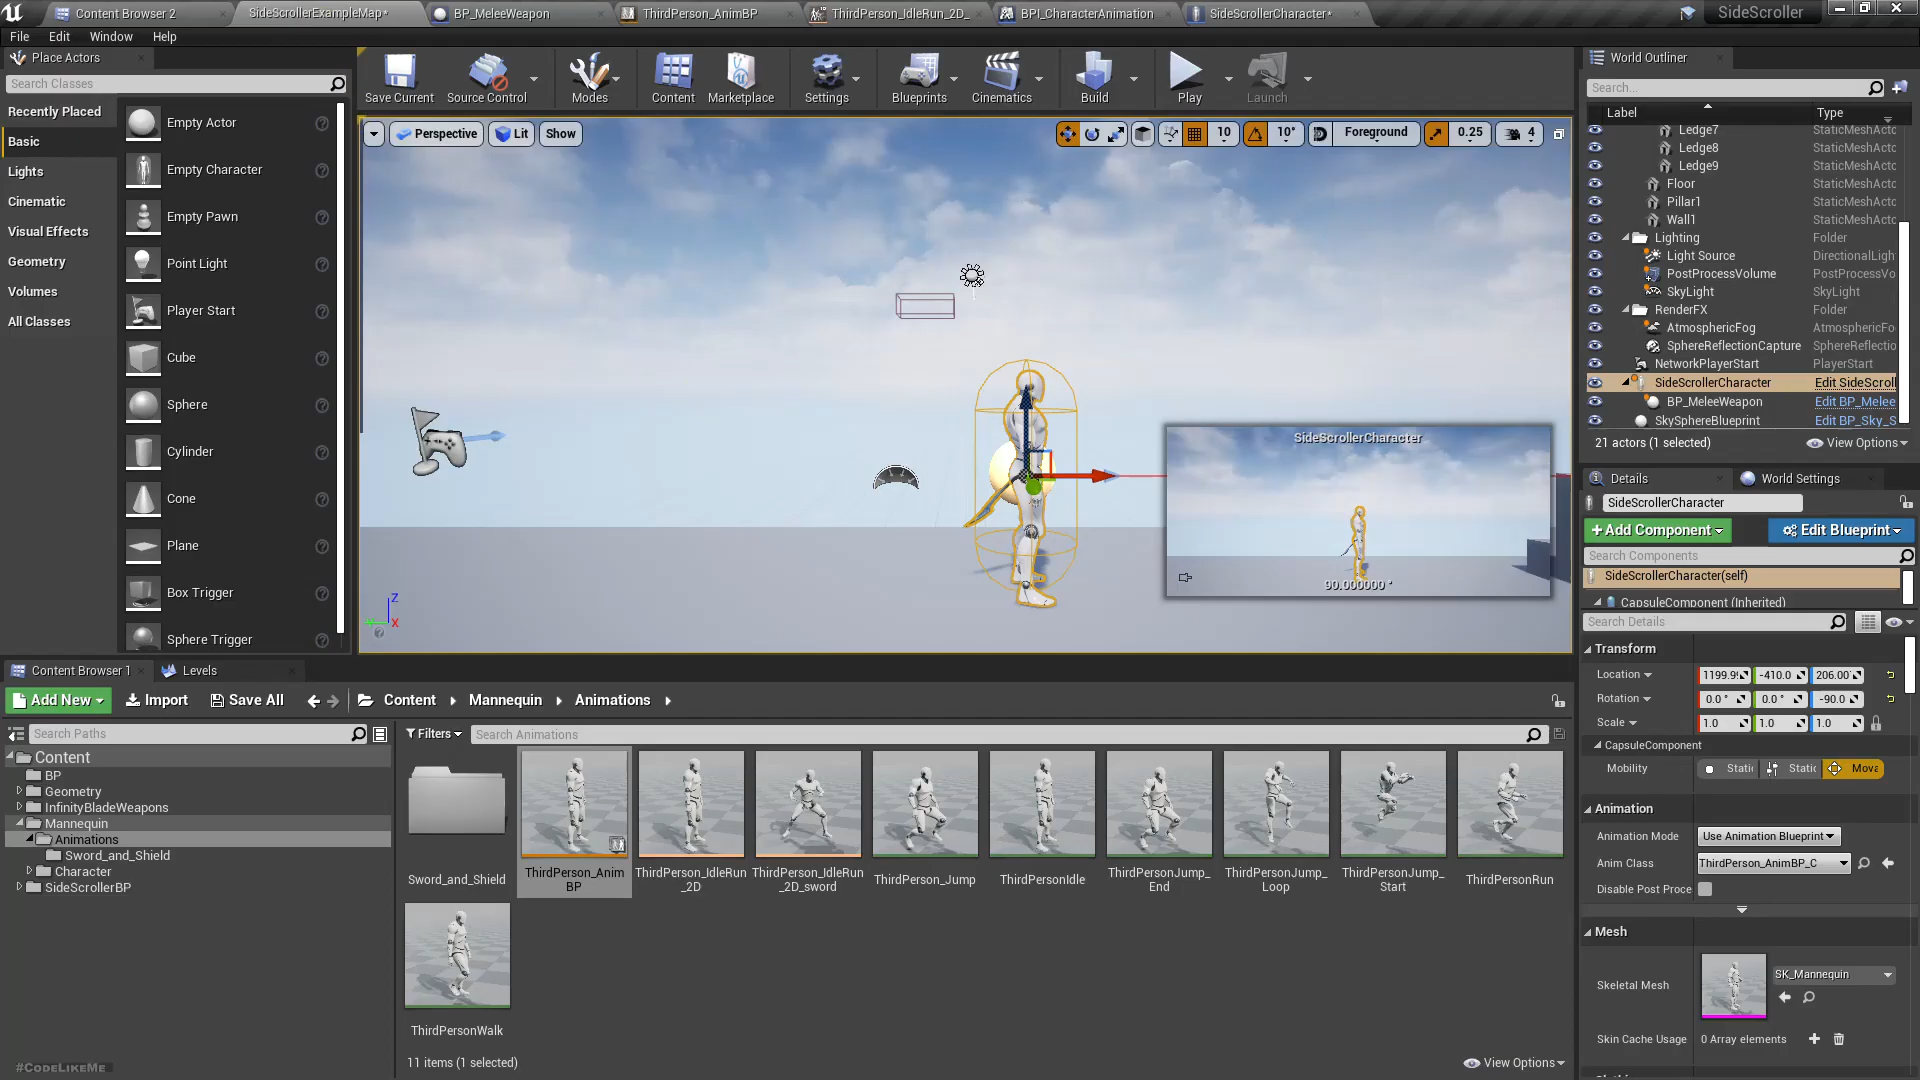 Content Browser 2
SideScrollerExampleMap*
BP_MeleeWeapon
ThirdPerson_AnimBP
ThirdPerson_IdleRun_2D_
BPI_CharacterAnimation
SideScrollerCharacter*
SideScroller
File
Edit
Window
Help
Place Actors
Search Classes
Recently Placed
Basic
Lights
Cinematic
Visual Effects
Geometry
Volumes
All Classes
Empty Actor
Empty Character
Empty Pawn
Point Light
Player Start
Cube
Sphere
Cylinder
Cone
Plane
Box Trigger
Sphere Trigger
Save Current
Source Control
Modes
Content
Marketplace
Settings
Blueprints
Cinematics
Build
Play
Launch
Perspective
Lit
Show
10
10°
Foreground
0.25
4
SideScrollerCharacter
90.000000 °
Z
X
World Outliner
Search...
Label
Type
Ledge7
StaticMeshActo
Ledge8
StaticMeshActo
Ledge9
StaticMeshActo
Floor
StaticMeshActo
Pillar1
StaticMeshActo
Wall1
StaticMeshActo
Lighting
Folder
Light Source
DirectionalLigh
PostProcessVolume
PostProcessVo
SkyLight
SkyLight
RenderFX
Folder
AtmosphericFog
AtmosphericFo
SphereReflectionCapture
SphereReflectio
NetworkPlayerStart
PlayerStart
SideScrollerCharacter
Edit SideScroll
BP_MeleeWeapon
Edit BP_Melee
SkySphereBlueprint
Edit BP_Sky_S
21 actors (1 selected)
View Options
Details
World Settings
SideScrollerCharacter
+Add Component
Edit Blueprint
Search Components
SideScrollerCharacter(self)
CapsuleComponent (Inherited)
Search Details
Transform
Location
1199.9
-410.0
206.00
Rotation
0.0 °
0.0 °
-90.0
Scale
1.0
1.0
1.0
CapsuleComponent
Mobility
Static
Static
Mova
Animation
Animation Mode
Use Animation Blueprint
Anim Class
ThirdPerson_AnimBP_C
Disable Post Proce
Mesh
Skeletal Mesh
SK_Mannequin
Skin Cache Usage
0 Array elements
Content Browser 1
Levels
Add New
Import
Save All
Content
Mannequin
Animations
Search Paths
Filters
Search Animations
Content
BP
Geometry
InfinityBladeWeapons
Mannequin
Animations
Sword_and_Shield
Character
SideScrollerBP
Sword_and_Shield
ThirdPerson_Anim
BP
ThirdPerson_IdleRun
_2D
ThirdPerson_IdleRun
_2D_sword
ThirdPerson_Jump
ThirdPersonIdle
ThirdPersonJump_
End
ThirdPersonJump_
Loop
ThirdPersonJump_
Start
ThirdPersonRun
ThirdPersonWalk
11 items (1 selected)
View Options
#CodeLikeMe